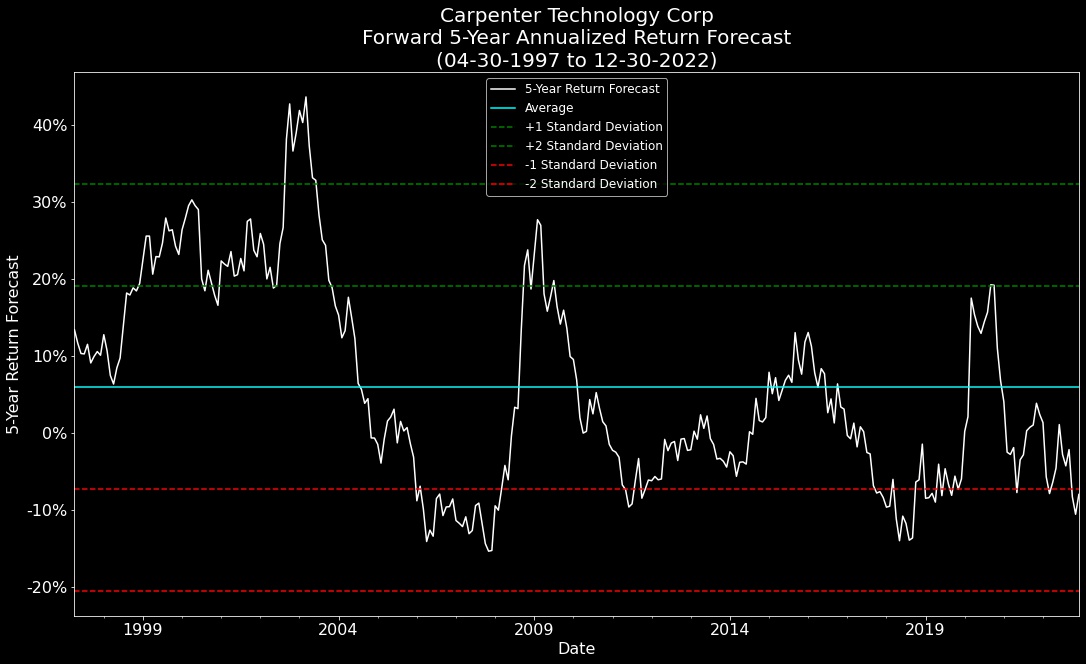 Carpenter Technology Corp
Forward 5-Year Annualized Return Forecast
(04-30-1997 to 12-30-2022)
5-Year Return Forecast
Average
+1 Standard Deviation
+2 Standard Deviation
-1 Standard Deviation
-2 Standard Deviation
5-Year Return Forecast
40%
30%
20%
10%
0%
-10%
-20%
1999
2004
2009
2014
2019
Date